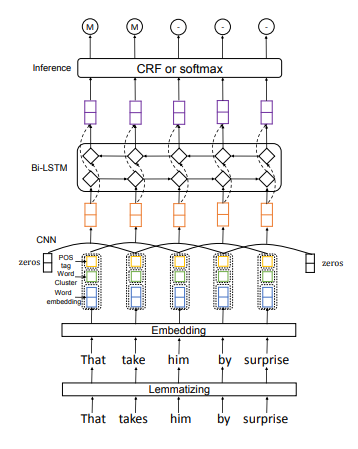 M M - - -
Inference
CRF or softmax
Bi-LSTM
CNN
zeros
zeros
POS
tag
Word
Cluster
Word
embedding
Embedding
That take him by surprise
Lemmatizing
That takes him by surprise